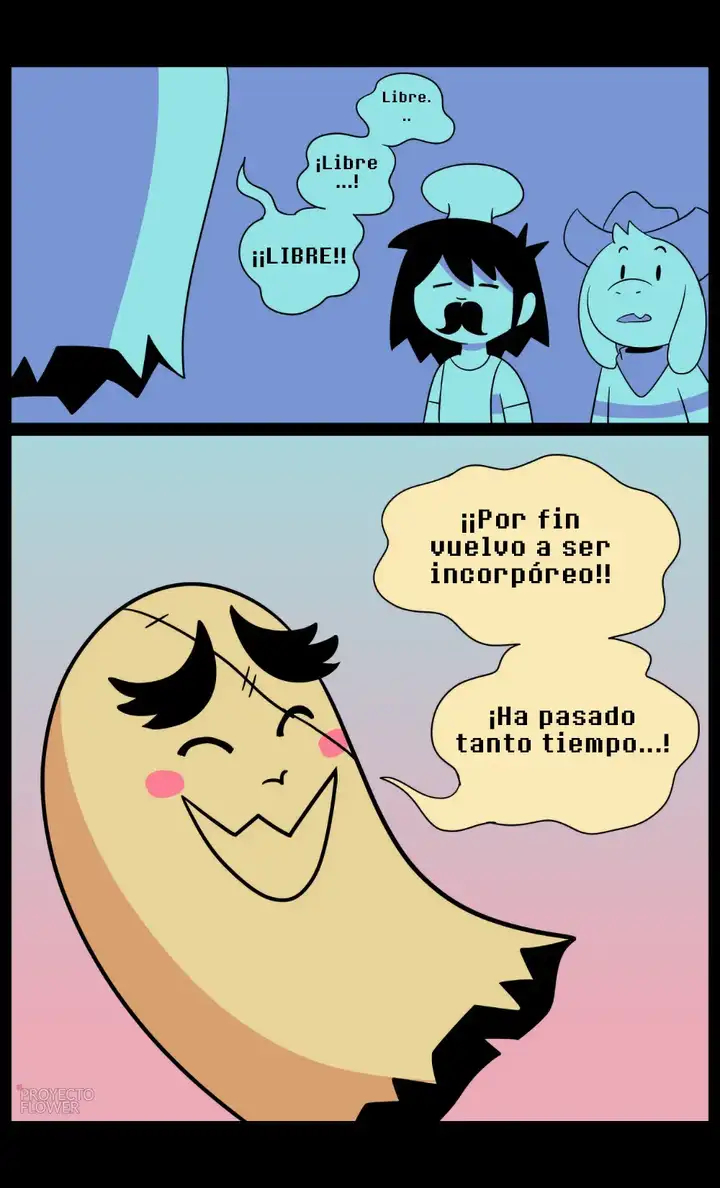 Libre.
..
¡Libre
...!
¡¡LIBRE!!
¡¡Por fin
vuelvo a ser
incorpóreo!!
¡Ha pasado
tanto tiempo...!
PROYECTO
FLOWER